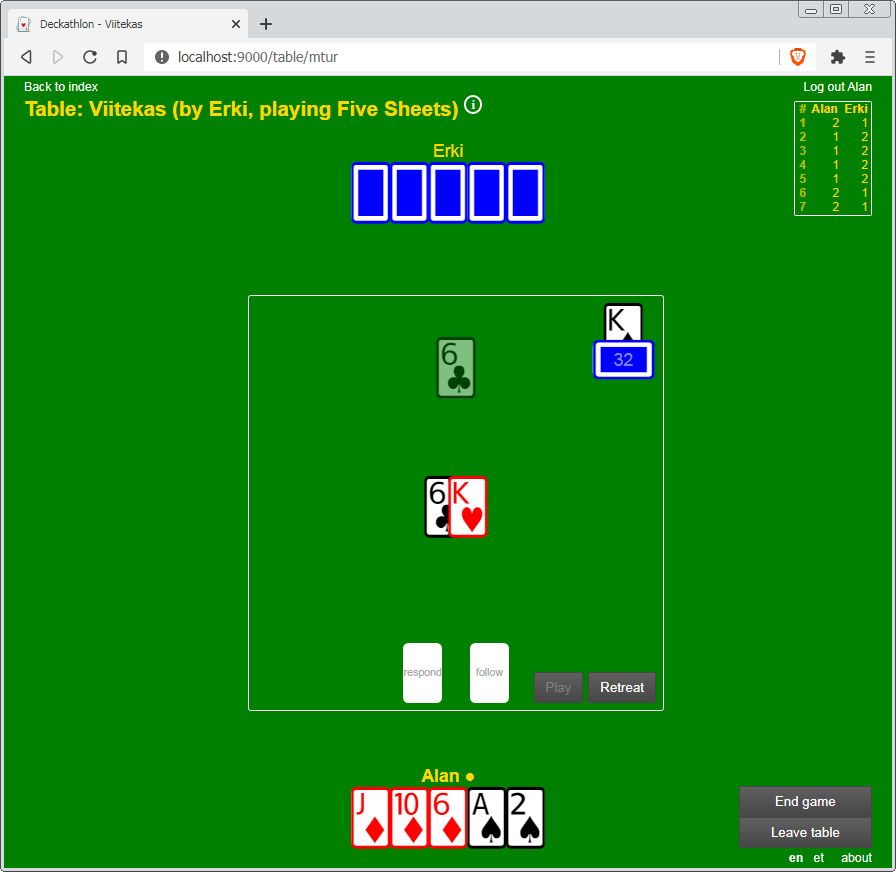 Deckathlon - Viitekas
localhost:9000/table/mtur
Back to index
Log out Alan
Table: Viitekas (by Erki, playing Five Sheets)
i
# Alan Erki
1 2 1
2 1 2
3 1 2
4 1 2
5 1 2
6 2 1
7 2 1
Erki
K
32
6
6 K
respond
follow
Play
Retreat
Alan
J 10 6 A 2
End game
Leave table
en et about